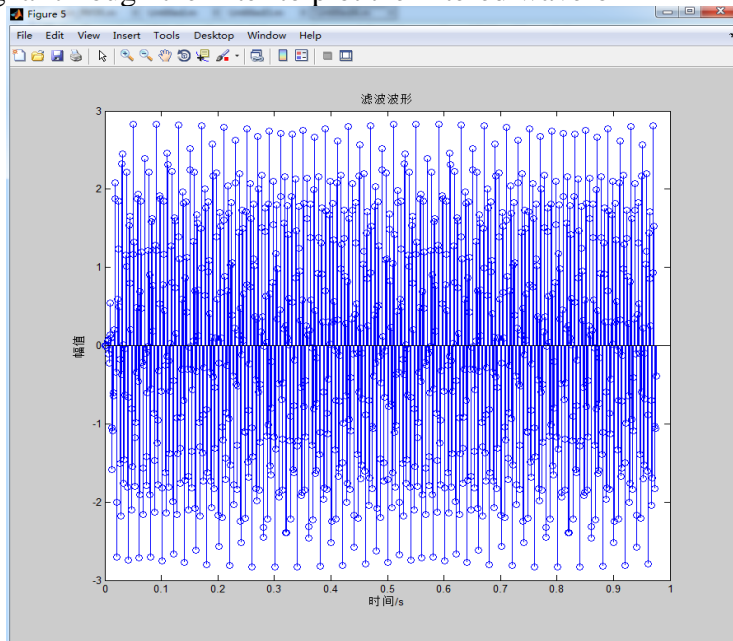 Figure 5
File Edit View Insert Tools Desktop Window Help
滤波波形
3
2
1
0
-1
-2
-3
幅值
0 0.1 0.2 0.3 0.4 0.5 0.6 0.7 0.8 0.9 1
时间/s